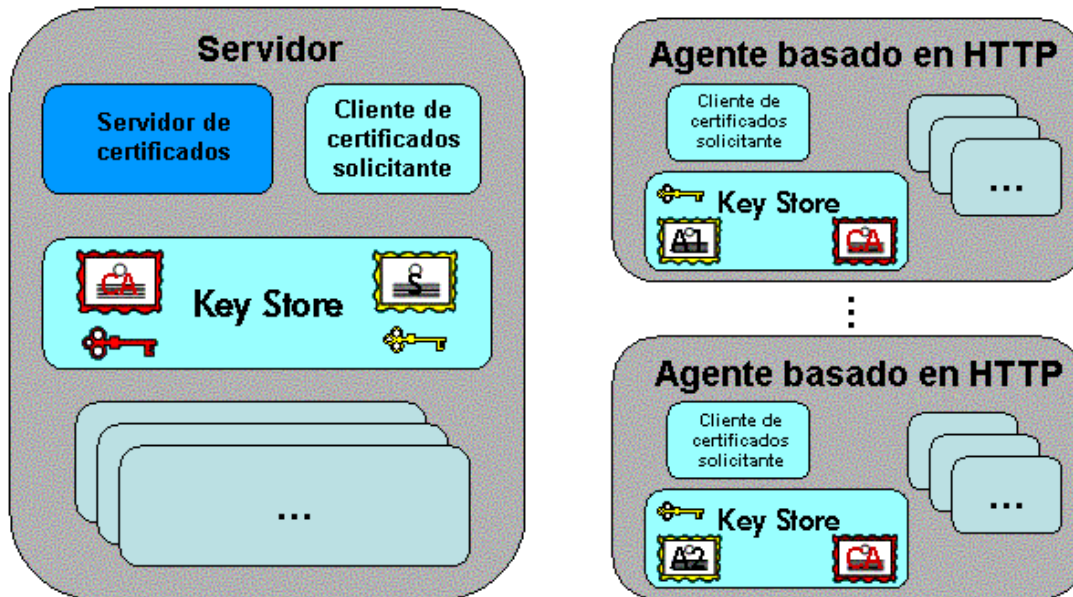 Servidor
Servidor de
certificados
Cliente de
certificados
solicitante
CA
Key Store
S
...
Agente basado en HTTP
Cliente de
certificados
solicitante
...
Key Store
A1
CA
Agente basado en HTTP
Cliente de
certificados
solicitante
...
Key Store
A2
CA